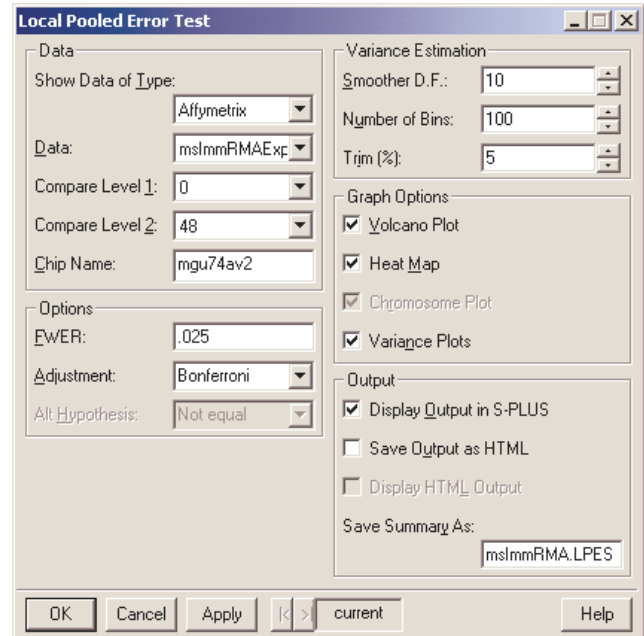 Local Pooled Error Test
Data
Show Data of Type:
Affymetrix
Data: msImmRMAExp
Compare Level 1: 0
Compare Level 2: 48
Chip Name: mgu74av2
Options
FWER: .025
Adjustment: Bonferroni
Alt Hypothesis: Not equal
Variance Estimation
Smoother D.F.: 10
Number of Bins: 100
Trim (%): 5
Graph Options
Volcano Plot
Heat Map
Chromosome Plot
Variance Plots
Output
Display Output in S-PLUS
Save Output as HTML
Display HTML Output
Save Summary As:
msImmRMA.LPES
OK Cancel Apply current Help